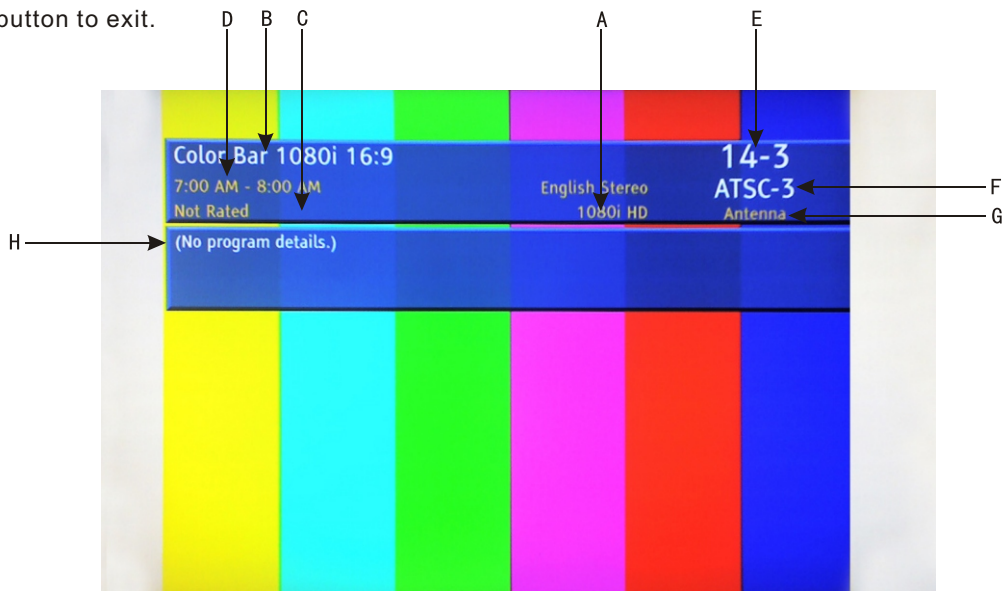 button to exit.
D B C A E
Color Bar 1080i 16:9 14-3
7:00 AM - 8:00 AM English Stereo ATSC-3 F
Not Rated 1080i HD Antenna G
H (No program details.)